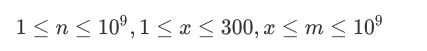 1 ≤ n ≤ 10⁹, 1 ≤ x ≤ 300, x ≤ m ≤ 10⁹